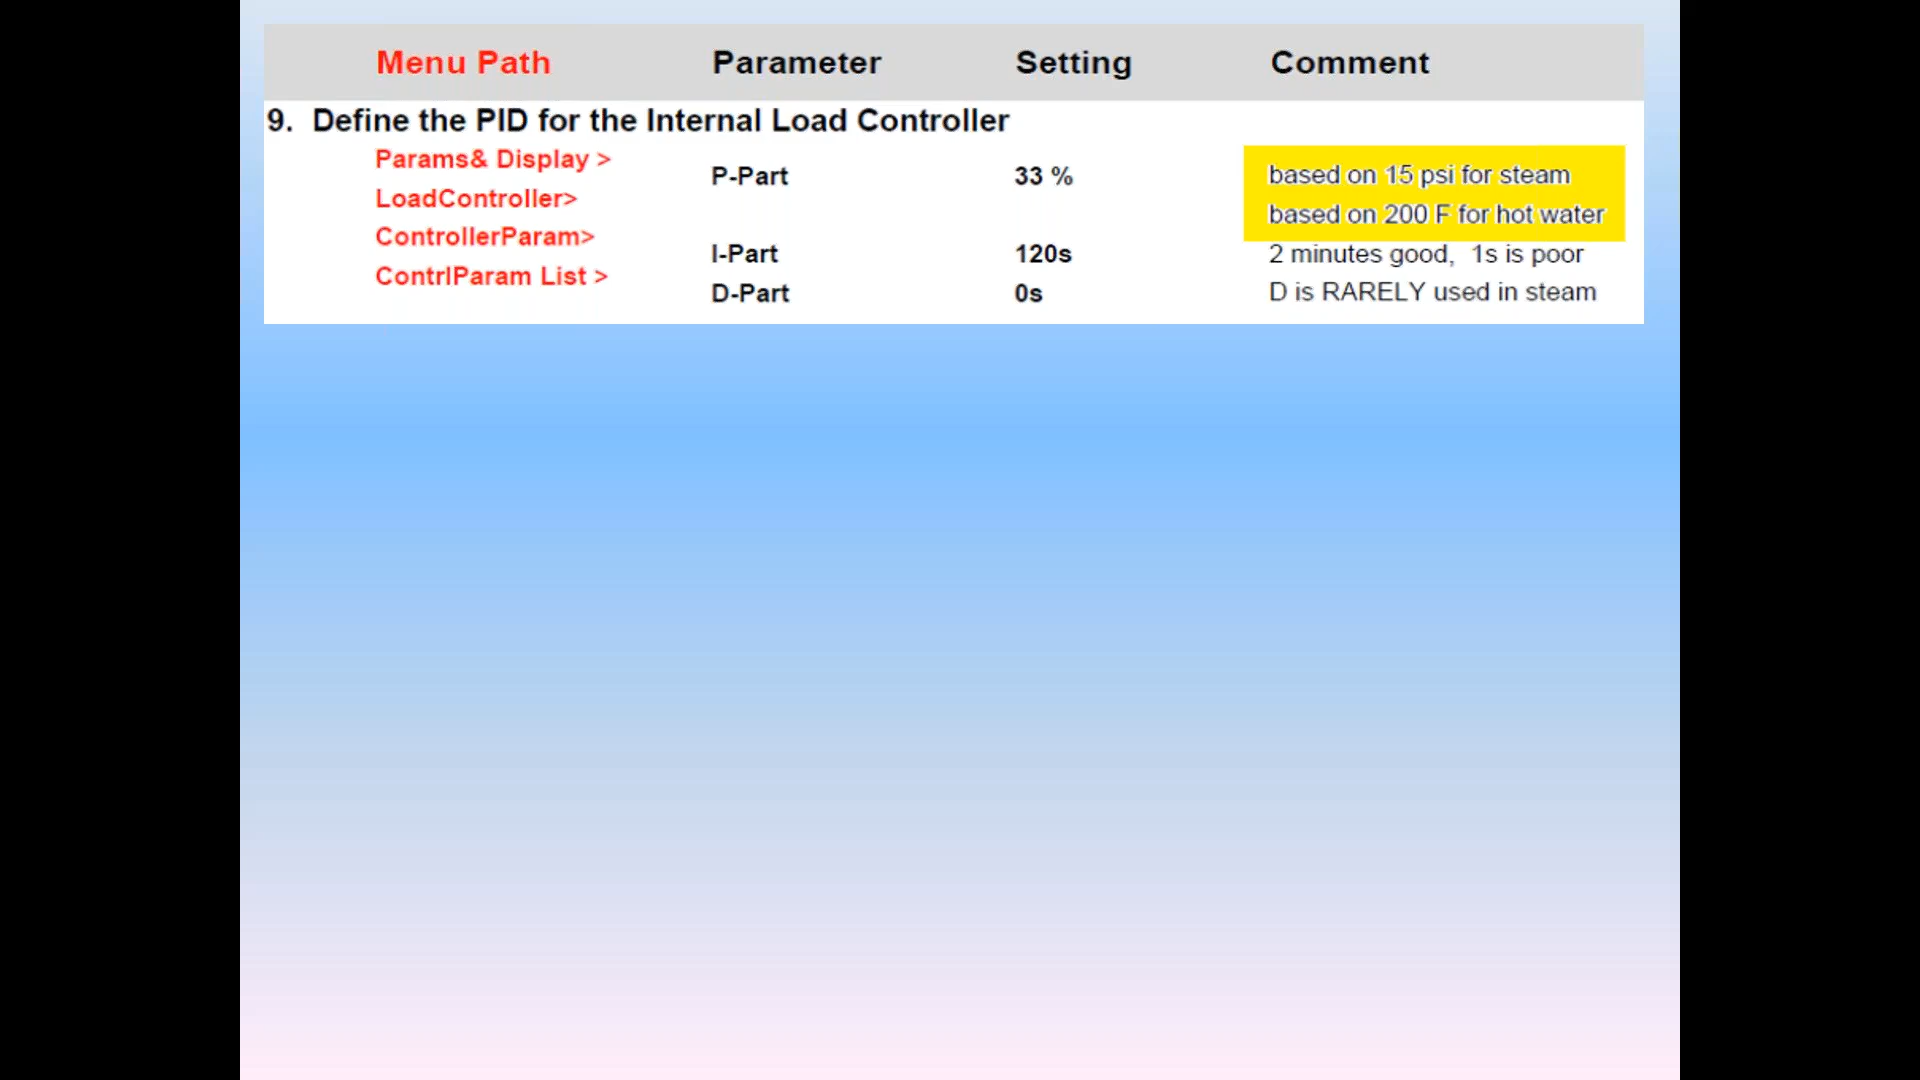 Menu Path Parameter Setting Comment
9. Define the PID for the Internal Load Controller
Params& Display > P-Part 33 % based on 15 psi for steam
LoadController> based on 200 F for hot water
ControllerParam> I-Part 120s 2 minutes good, 1s is poor
ContrlParam List > D-Part 0s D is RARELY used in steam